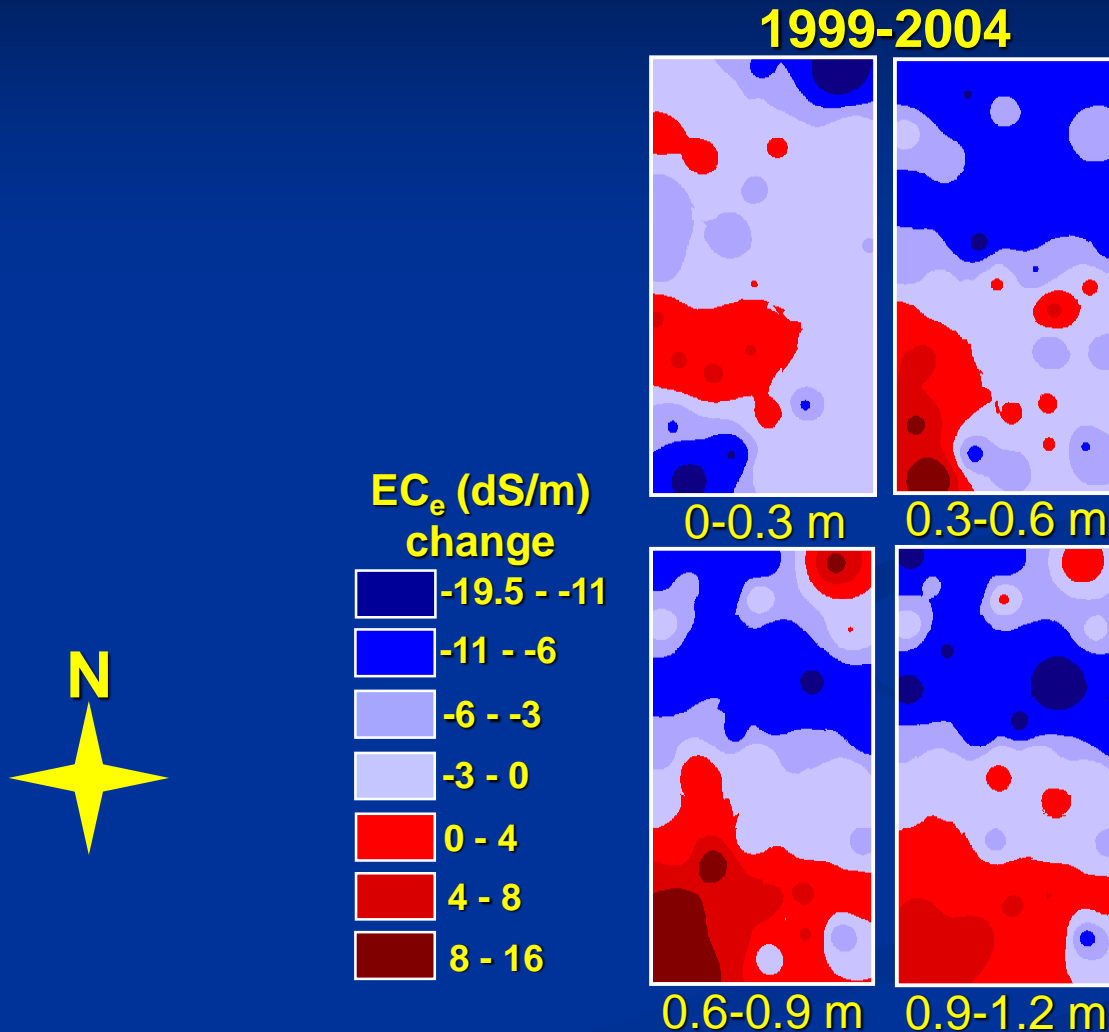 1999-2004
0-0.3 m
0.3-0.6 m
ECe (dS/m)
change
-19.5 - -11
-11 - -6
-6 - -3
-3 - 0
0 - 4
4 - 8
8 - 16
N
0.6-0.9 m
0.9-1.2 m